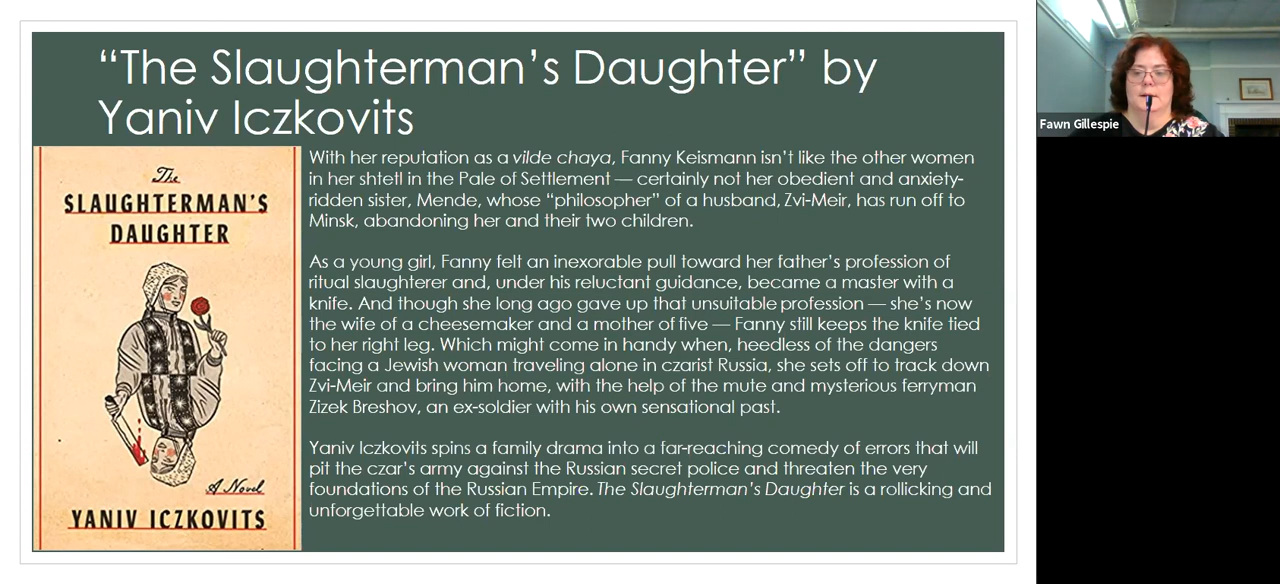 “The Slaughterman’s Daughter” by
Yaniv Iczkovits
The
SLAUGHTERMAN'S
DAUGHTER
A Novel
YANIV ICZKOVITS
With her reputation as a vilde chaya, Fanny Keismann isn’t like the other women
in her shtetl in the Pale of Settlement — certainly not her obedient and anxiety-
ridden sister, Mende, whose “philosopher” of a husband, Zvi-Meir, has run off to
Minsk, abandoning her and their two children.
As a young girl, Fanny felt an inexorable pull toward her father’s profession of
ritual slaughterer and, under his reluctant guidance, became a master with a
knife. And though she long ago gave up that unsuitable profession — she’s now
the wife of a cheesemaker and a mother of five — Fanny still keeps the knife tied
to her right leg. Which might come in handy when, heedless of the dangers
facing a Jewish woman traveling alone in czarist Russia, she sets off to track down
Zvi-Meir and bring him home, with the help of the mute and mysterious ferryman
Zizek Breshov, an ex-soldier with his own sensational past.
Yaniv Iczkovits spins a family drama into a far-reaching comedy of errors that will
pit the czar’s army against the Russian secret police and threaten the very
foundations of the Russian Empire. The Slaughterman’s Daughter is a rollicking and
unforgettable work of fiction.
Fawn Gillespie